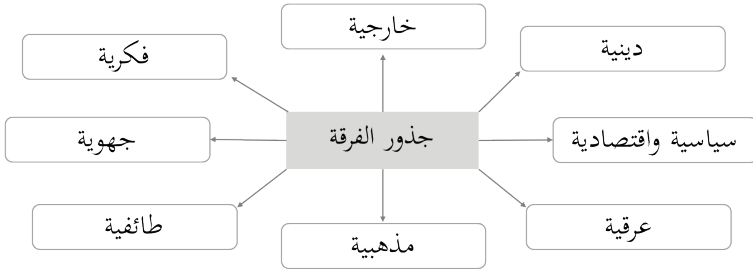 خارجية
دينية
فكرية
جذور الفرقة
سياسية واقتصادية
جهوية
عرقية
طائفية
مذهبية